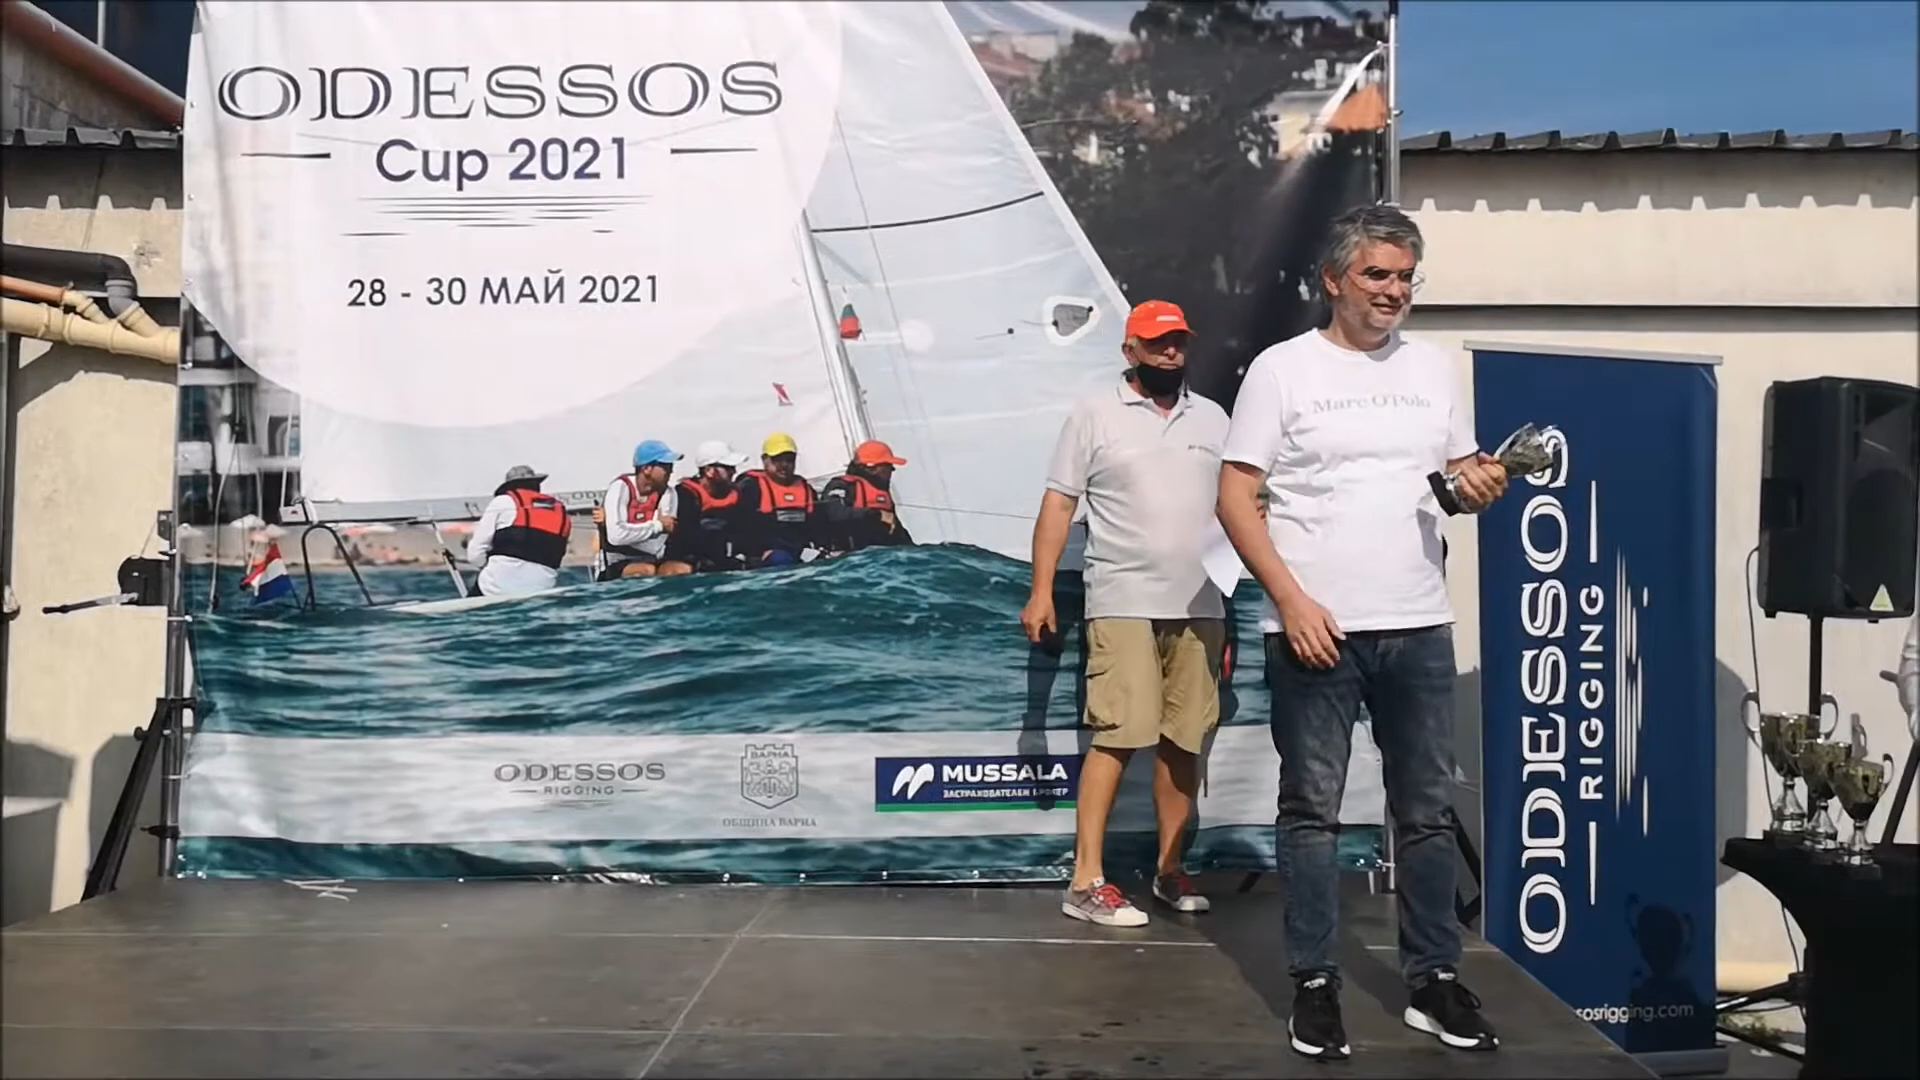 ODESSOS
Cup 2021
28 - 30 МАЙ 2021
Marc O'Polo
ODESSOS
RIGGING
ВАРНА
ОБЩИНА ВАРНА
MUSSALA
ЗАСТРАХОВАТЕЛЕН БРОКЕР
ODESSOS
RIGGING
sosrigging.com